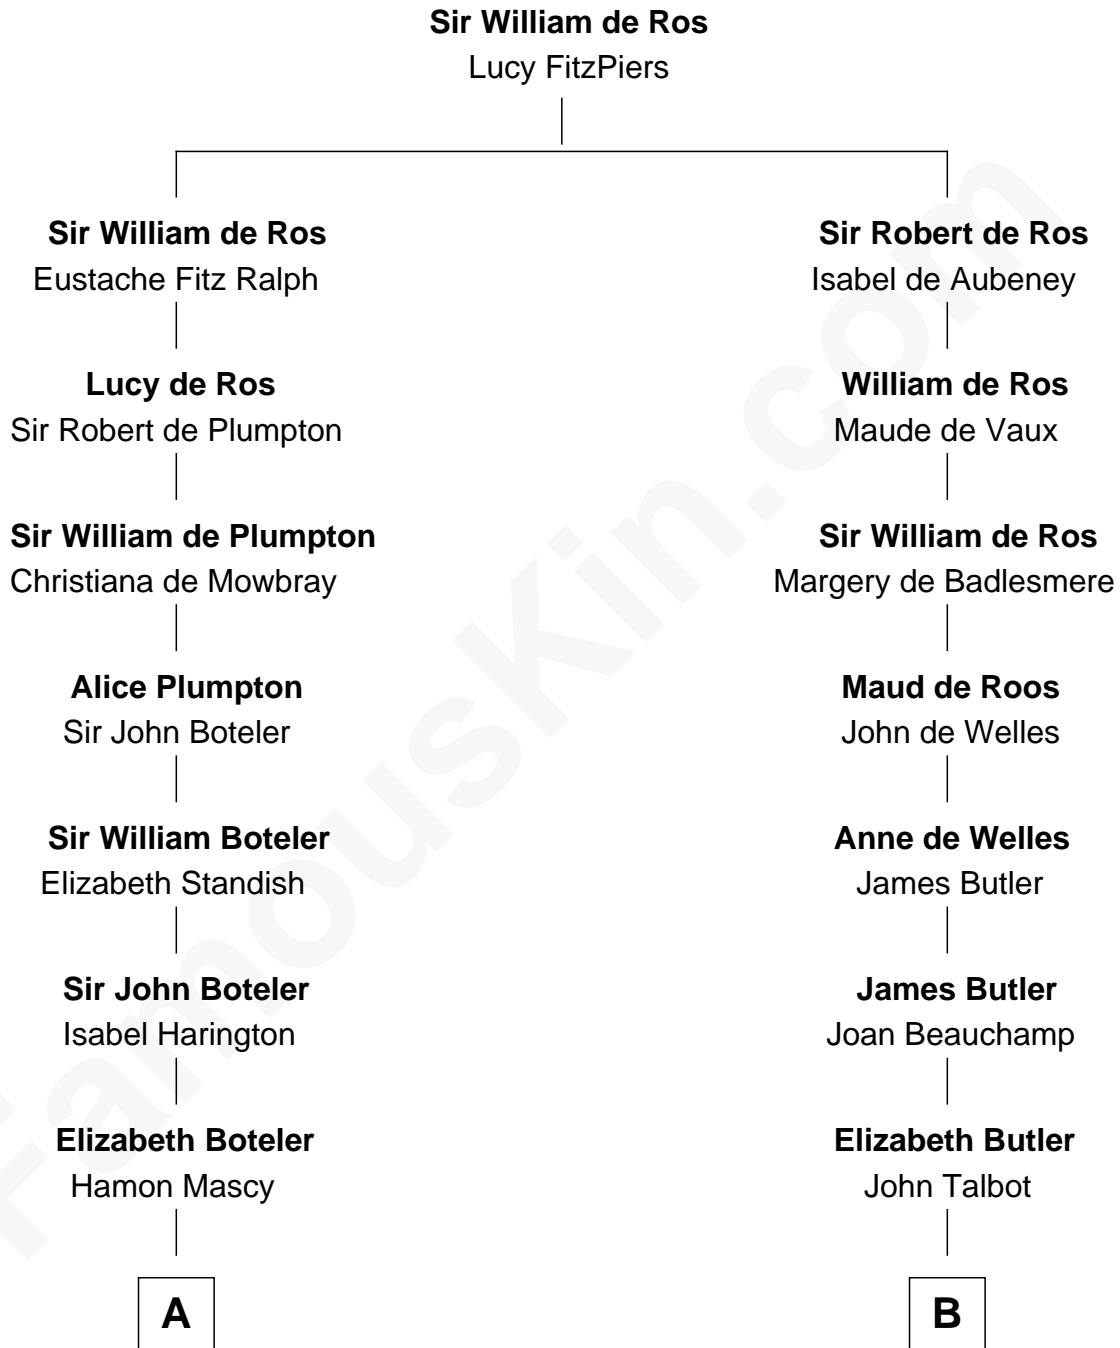 Sir William de Ros
Lucy FitzPiers
Sir William de Ros
Eustache Fitz Ralph
Lucy de Ros
Sir Robert de Plumpton
Sir William de Plumpton
Christiana de Mowbray
Alice Plumpton
Sir John Boteler
Sir William Boteler
Elizabeth Standish
Sir John Boteler
Isabel Harington
Elizabeth Boteler
Hamon Mascy
A
Sir Robert de Ros
Isabel de Aubeney
William de Ros
Maude de Vaux
Sir William de Ros
Margery de Badlesmere
Maud de Roos
John de Welles
Anne de Welles
James Butler
James Butler
Joan Beauchamp
Elizabeth Butler
John Talbot
B
FamousKin.com